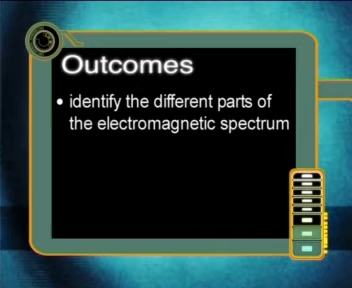 Outcomes
• identify the different parts of
the electromagnetic spectrum